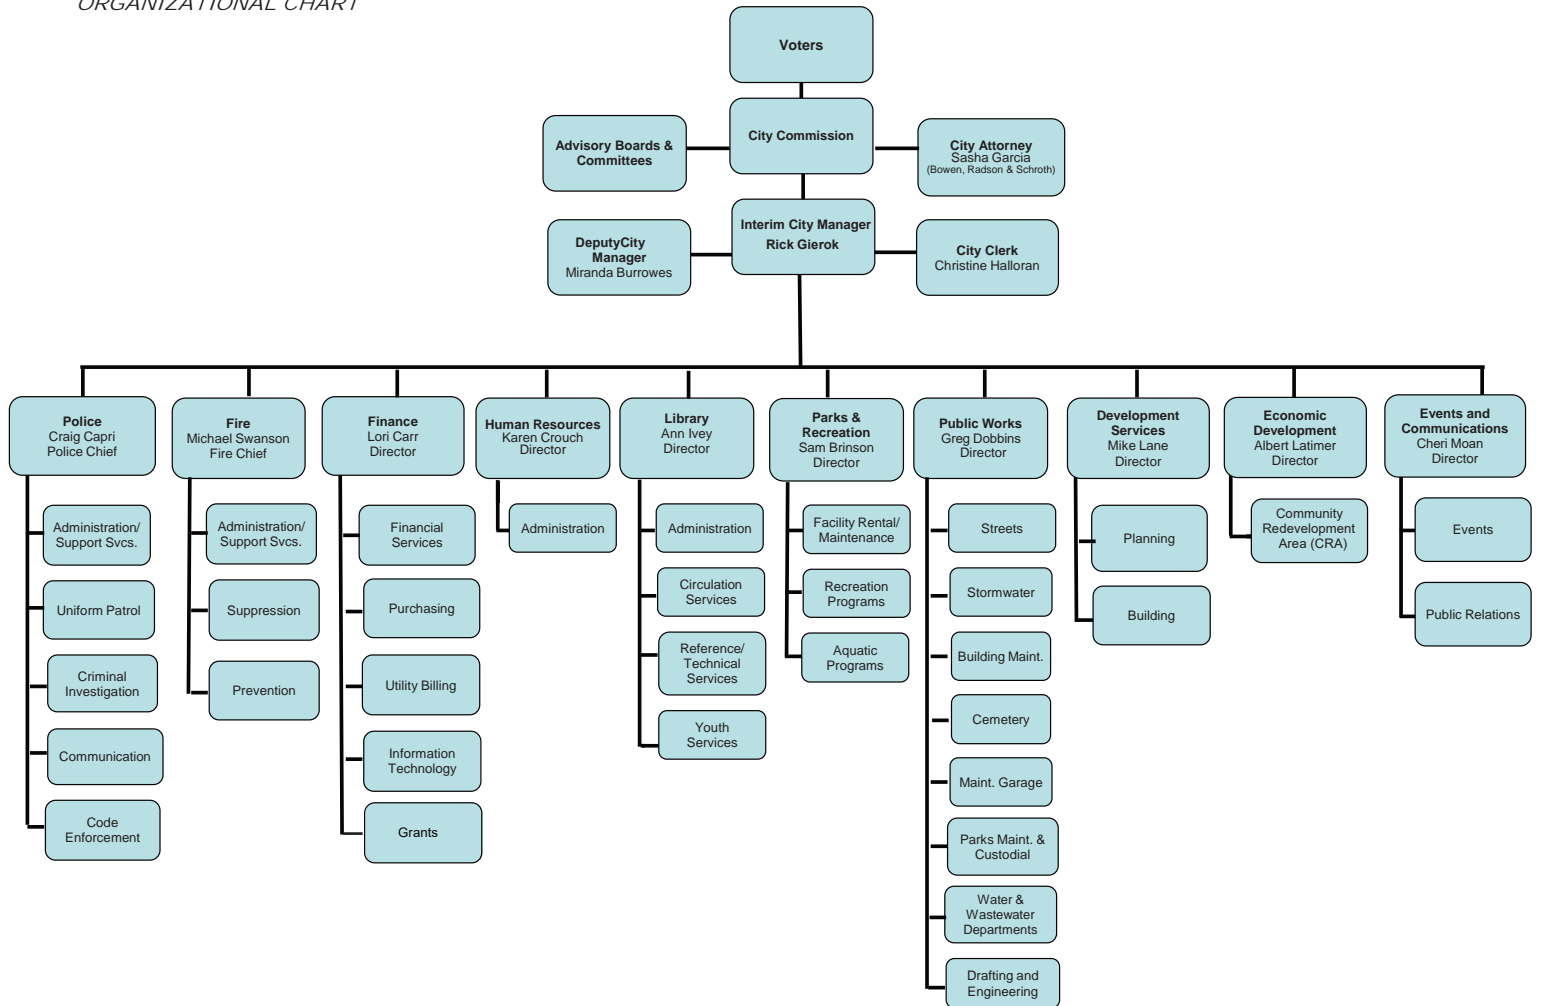 ORGANIZATIONAL CHART
Voters
City Commission
Advisory Boards &
Committees
City Attorney
Sasha Garcia
(Bowen, Radson & Schroth)
Interim City Manager
Rick Gierok
DeputyCity
Manager
Miranda Burrowes
City Clerk
Christine Halloran
Police
Craig Capri
Police Chief
Administration/
Support Svcs.
Uniform Patrol
Criminal
Investigation
Communication
Code
Enforcement
Fire
Michael Swanson
Fire Chief
Administration/
Support Svcs.
Suppression
Prevention
Finance
Lori Carr
Director
Financial
Services
Purchasing
Utility Billing
Information
Technology
Grants
Human Resources
Karen Crouch
Director
Administration
Library
Ann Ivey
Director
Administration
Circulation
Services
Reference/
Technical
Services
Youth
Services
Parks &
Recreation
Sam Brinson
Director
Facility Rental/
Maintenance
Recreation
Programs
Aquatic
Programs
Public Works
Greg Dobbins
Director
Streets
Stormwater
Building Maint.
Cemetery
Maint. Garage
Parks Maint. &
Custodial
Water &
Wastewater
Departments
Drafting and
Engineering
Development
Services
Mike Lane
Director
Planning
Building
Economic
Development
Albert Latimer
Director
Community
Redevelopment
Area (CRA)
Events and
Communications
Cheri Moan
Director
Events
Public Relations